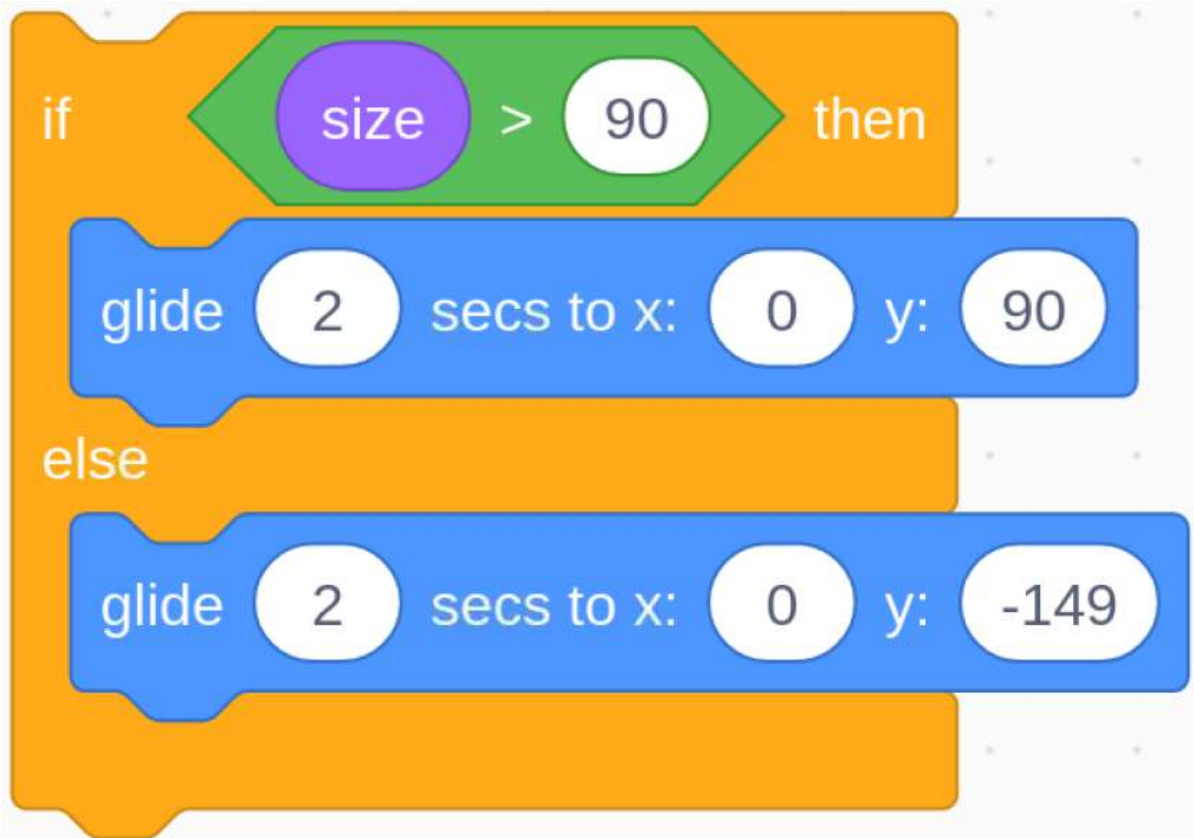 if size > 90 then
glide 2 secs to x: 0 y: 90
else
glide 2 secs to x: 0 y: -149